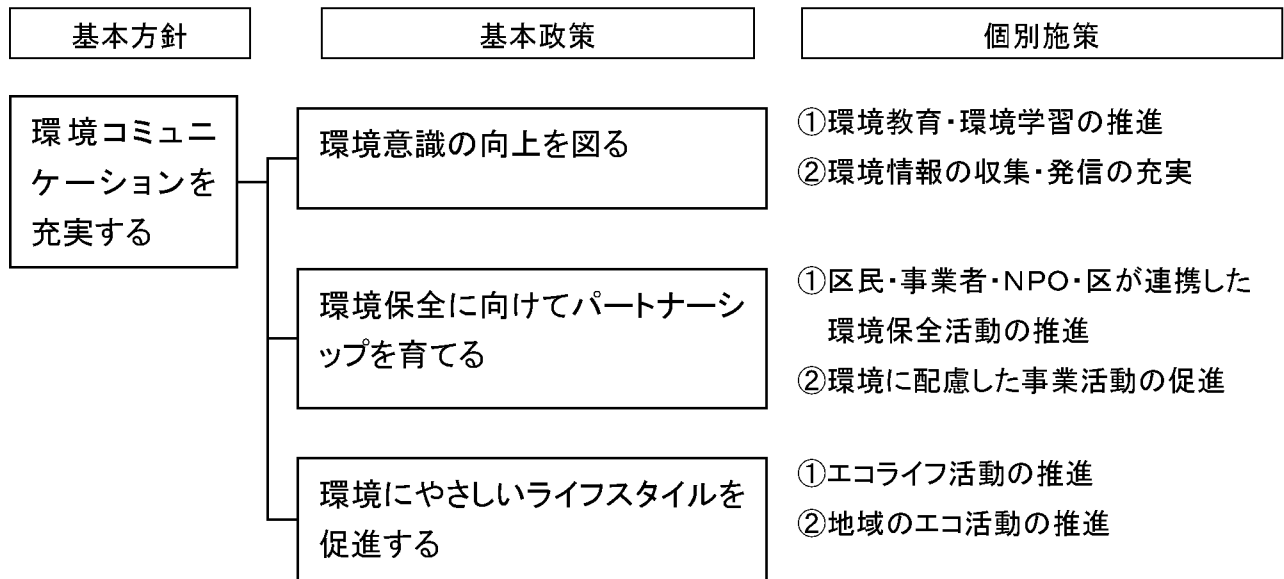 基本方針
基本政策
個別施策
環境コミュニ
ケーションを
充実する
環境意識の向上を図る
①環境教育・環境学習の推進
②環境情報の収集・発信の充実
環境保全に向けてパートナーシ
ップを育てる
①区民・事業者・NPO・区が連携した
環境保全活動の推進
②環境に配慮した事業活動の促進
環境にやさしいライフスタイルを
促進する
①エコライフ活動の推進
②地域のエコ活動の推進